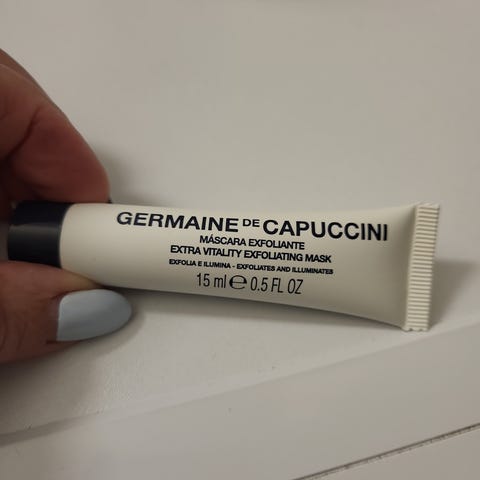 GERMAINE DE CAPUCCINI
MÁSCARA EXFOLIANTE
EXTRA VITALITY EXFOLIATING MASK
EXFOLIA E ILUMINA - EXFOLIATES AND ILLUMINATES
15 ml ℮ 0.5 FL OZ